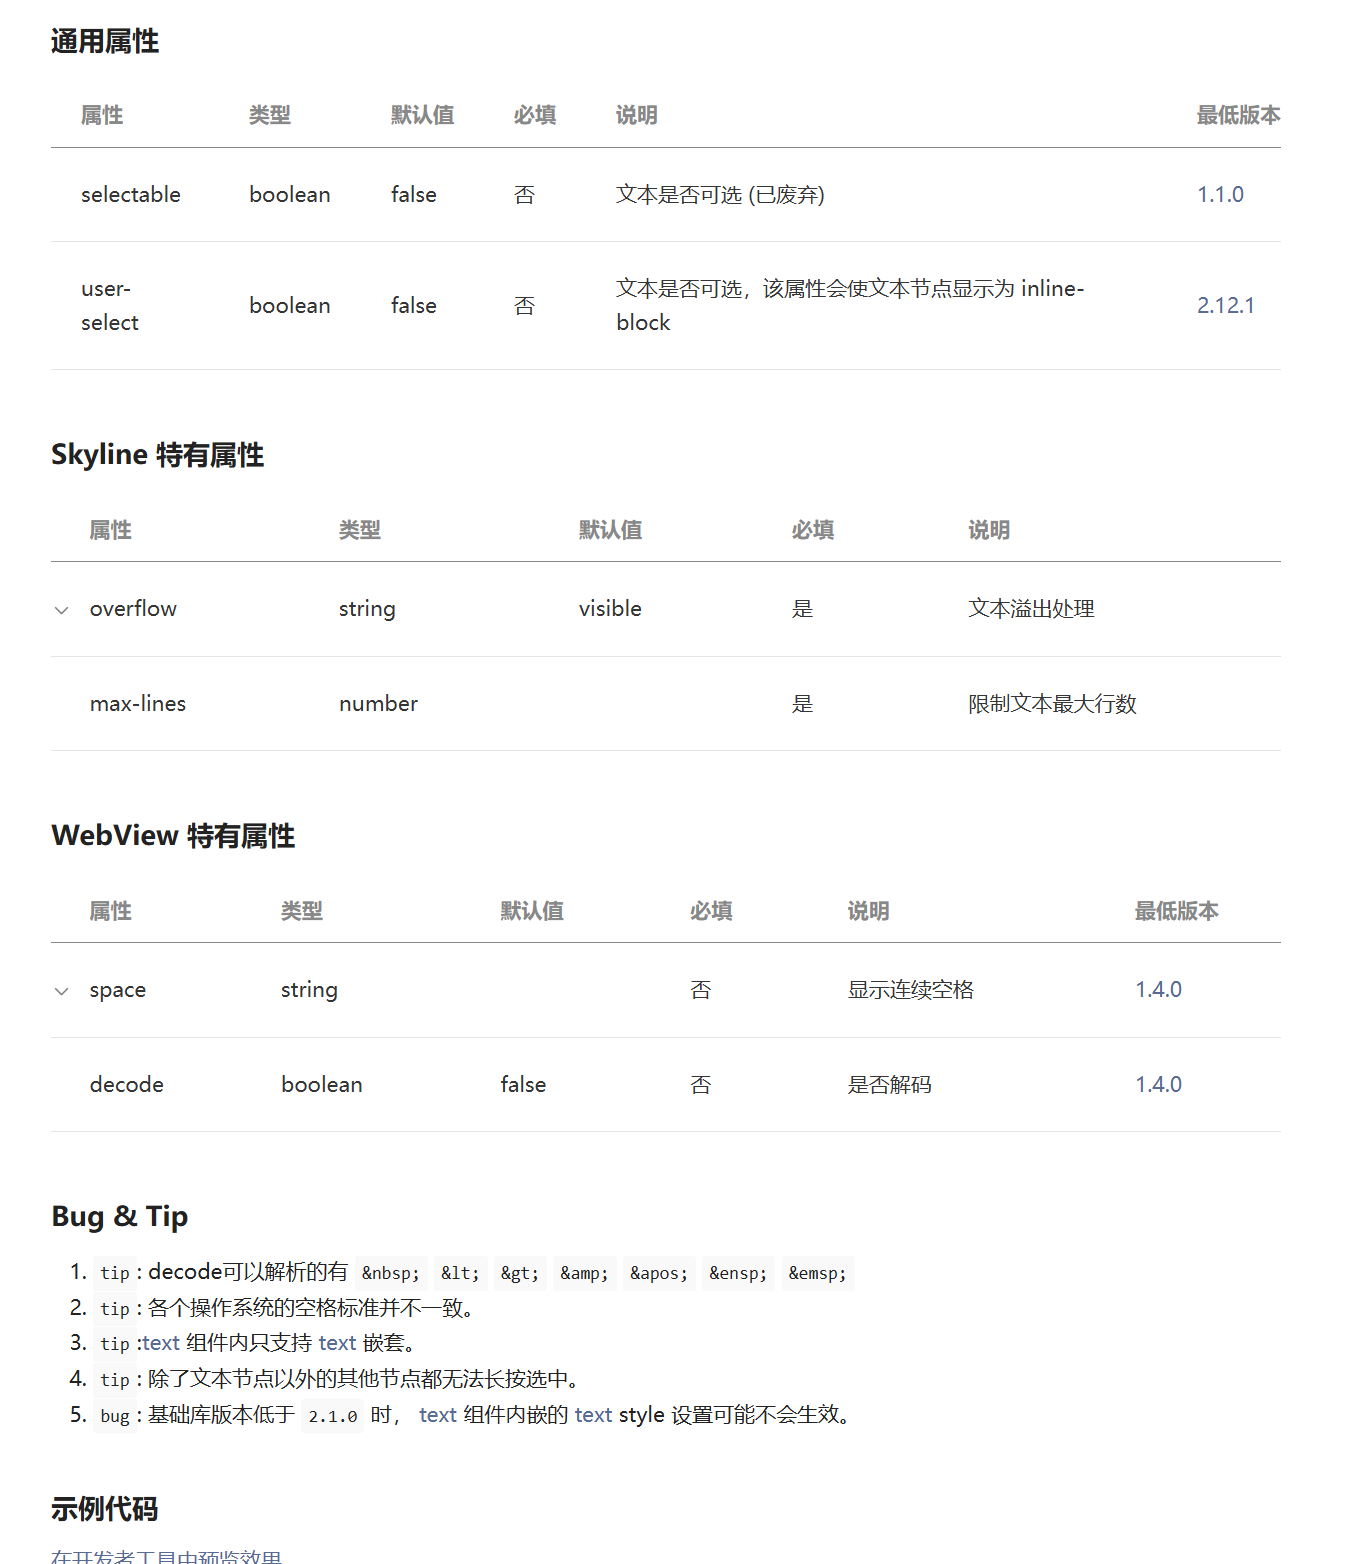 通用属性
属性 类型 默认值 必填 说明 最低版本
selectable boolean false 否 文本是否可选 (已废弃) 1.1.0
user-
select boolean false 否 文本是否可选，该属性会使文本节点显示为 inline-
block 2.12.1
Skyline 特有属性
属性 类型 默认值 必填 说明
overflow string visible 是 文本溢出处理
max-lines number 是 限制文本最大行数
WebView 特有属性
属性 类型 默认值 必填 说明 最低版本
space string 否 显示连续空格 1.4.0
decode boolean false 否 是否解码 1.4.0
Bug & Tip
1. tip : decode可以解析的有 &nbsp; &lt; &gt; &amp; &apos; &ensp; &emsp;
2. tip : 各个操作系统的空格标准并不一致。
3. tip :text 组件内只支持 text 嵌套。
4. tip : 除了文本节点以外的其他节点都无法长按选中。
5. bug : 基础库版本低于 2.1.0 时， text 组件内嵌的 text style 设置可能不会生效。
示例代码
在开发者工具中预览效果